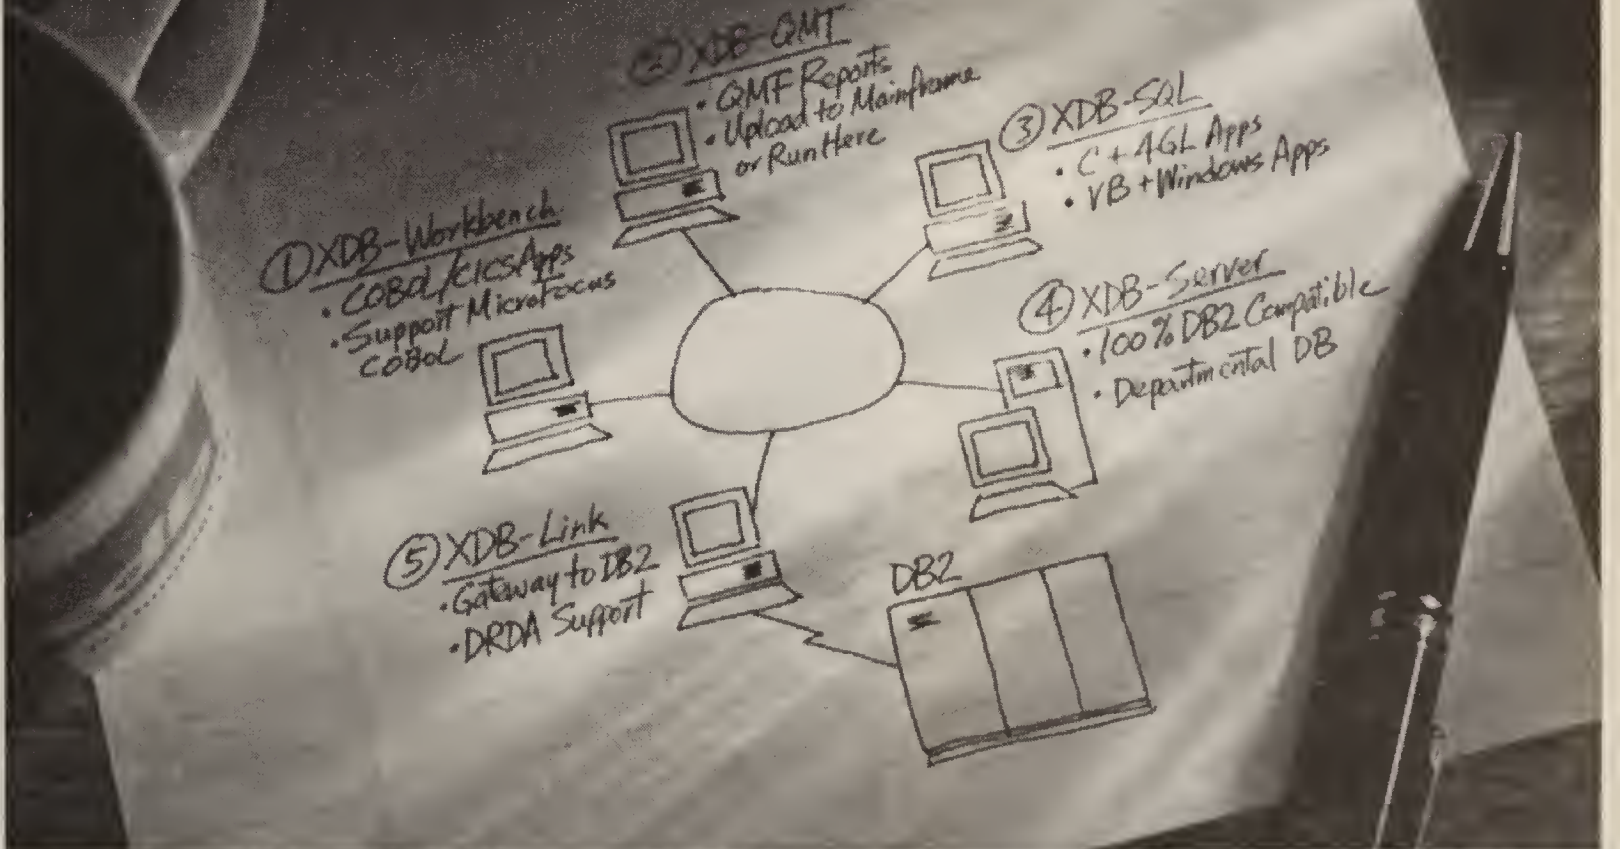 ① XDB-Workbench
• COBOL/CICS Apps
• Support MicroFocus
COBOL
② XDB-QMT
• QMF Reports
• Upload to Mainframe
or Run Here
③ XDB-SQL
• C + 4GL Apps
• VB + Windows Apps
④ XDB-Server
• 100% DB2 Compatible
• Departmental DB
⑤ XDB-Link
• Gateway to DB2
• DRDA Support
DB2